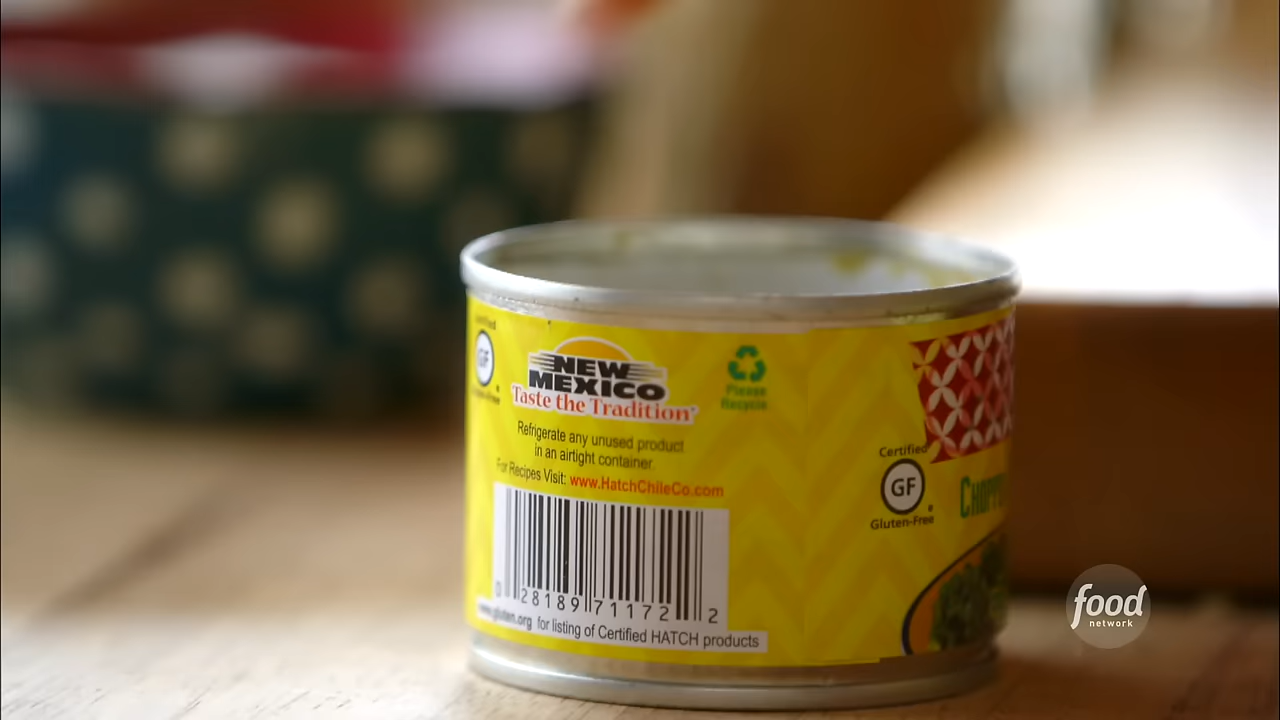 Certified
GF
NEW
MEXICO
Taste the Tradition
Please
Recycle
Refrigerate any unused product
in an airtight container.
For Recipes Visit: www.HatchChileCo.com
0 28189 71172 2
www.gluten.org for listing of Certified HATCH products
Certified
GF
Gluten-Free
food
network